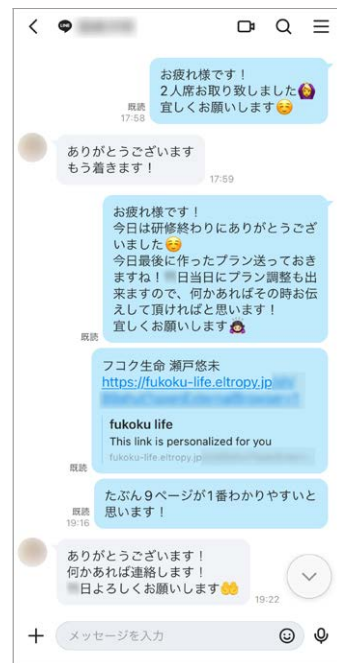 LINE
お疲れ様です！
2人席お取り致しました🙆
宜しくお願いします☺️
既読
17:58
ありがとうございます
もう着きます！
17:59
お疲れ様です！
今日は研修終わりにありがとうござ
いました☺️
今日最後に作ったプラン送っておき
ますね！
日当日にプラン調整も出
来ますので、何かあればその時お伝
えして頂ければと思います！
宜しくお願いします🙇🏻‍♀️
既読
フコク生命 瀬戸悠未
https://fukoku-life.eltropy.jp
fukoku life
This link is personalized for you
fukoku-life.eltropy.jp
既読
たぶん９ページが1番わかりやすいと
思います！
既読
19:16
ありがとうございます！
何かあれば連絡します！
日よろしくお願いします🤲
19:22
メッセージを入力